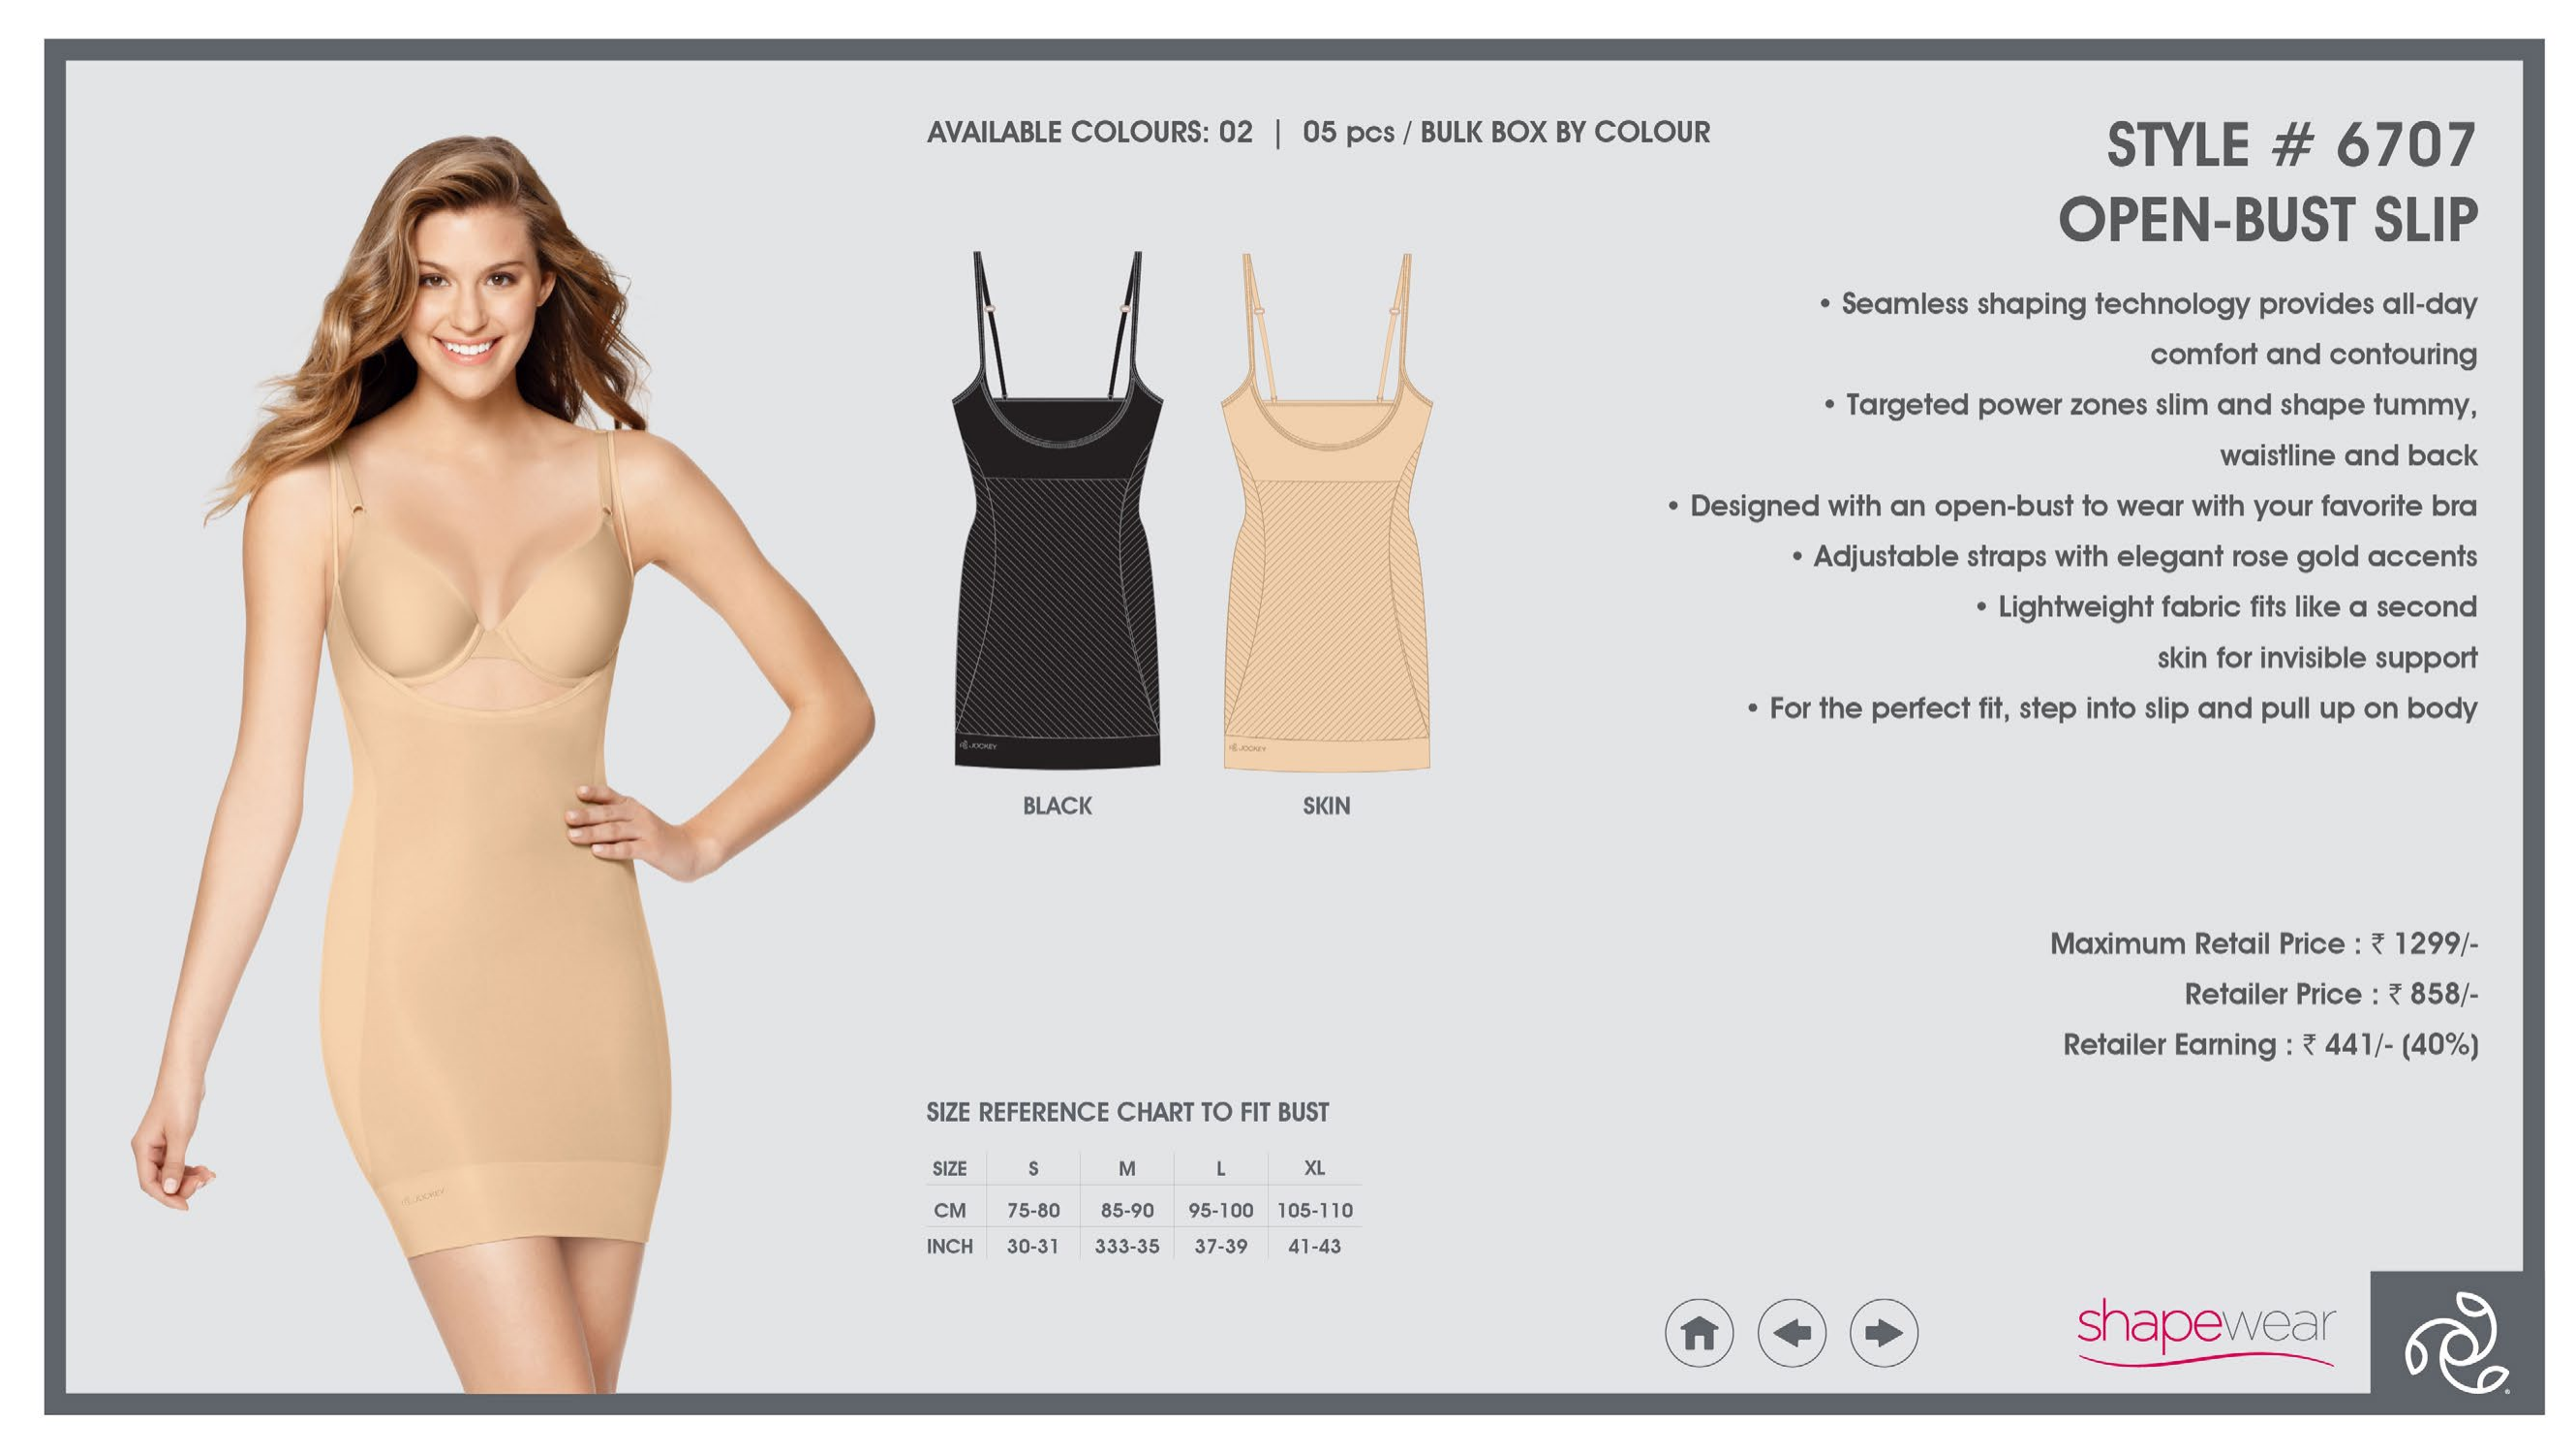 AVAILABLE COLOURS: 02 | 05 pcs / BULK BOX BY COLOUR
STYLE # 6707
OPEN-BUST SLIP
• Seamless shaping technology provides all-day
comfort and contouring
• Targeted power zones slim and shape tummy,
waistline and back
• Designed with an open-bust to wear with your favorite bra
• Adjustable straps with elegant rose gold accents
• Lightweight fabric fits like a second
skin for invisible support
• For the perfect fit, step into slip and pull up on body
JOCKEY
JOCKEY
BLACK
SKIN
Maximum Retail Price : ₹ 1299/-
Retailer Price : ₹ 858/-
Retailer Earning : ₹ 441/- (40%)
SIZE REFERENCE CHART TO FIT BUST
SIZE S M L XL
CM 75-80 85-90 95-100 105-110
INCH 30-31 333-35 37-39 41-43
JOCKEY
shapewear